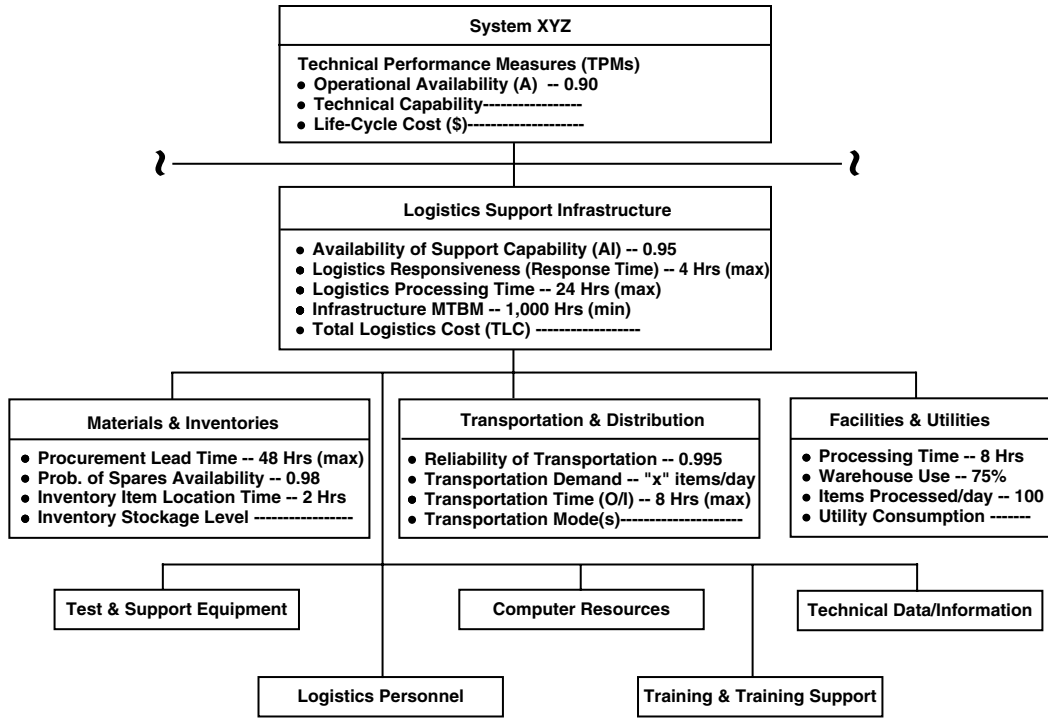 System XYZ
Technical Performance Measures (TPMs)
● Operational Availability (A) -- 0.90
● Technical Capability-----------------
● Life-Cycle Cost ($)--------------------
Logistics Support Infrastructure
● Availability of Support Capability (AI) -- 0.95
● Logistics Responsiveness (Response Time) -- 4 Hrs (max)
● Logistics Processing Time -- 24 Hrs (max)
● Infrastructure MTBM -- 1,000 Hrs (min)
● Total Logistics Cost (TLC) ------------------
Materials & Inventories
● Procurement Lead Time -- 48 Hrs (max)
● Prob. of Spares Availability -- 0.98
● Inventory Item Location Time -- 2 Hrs
● Inventory Stockage Level -----------------
Transportation & Distribution
● Reliability of Transportation -- 0.995
● Transportation Demand -- "x" items/day
● Transportation Time (O/I) -- 8 Hrs (max)
● Transportation Mode(s)---------------------
Facilities & Utilities
● Processing Time -- 8 Hrs
● Warehouse Use -- 75%
● Items Processed/day -- 100
● Utility Consumption -------
Test & Support Equipment
Computer Resources
Technical Data/Information
Logistics Personnel
Training & Training Support